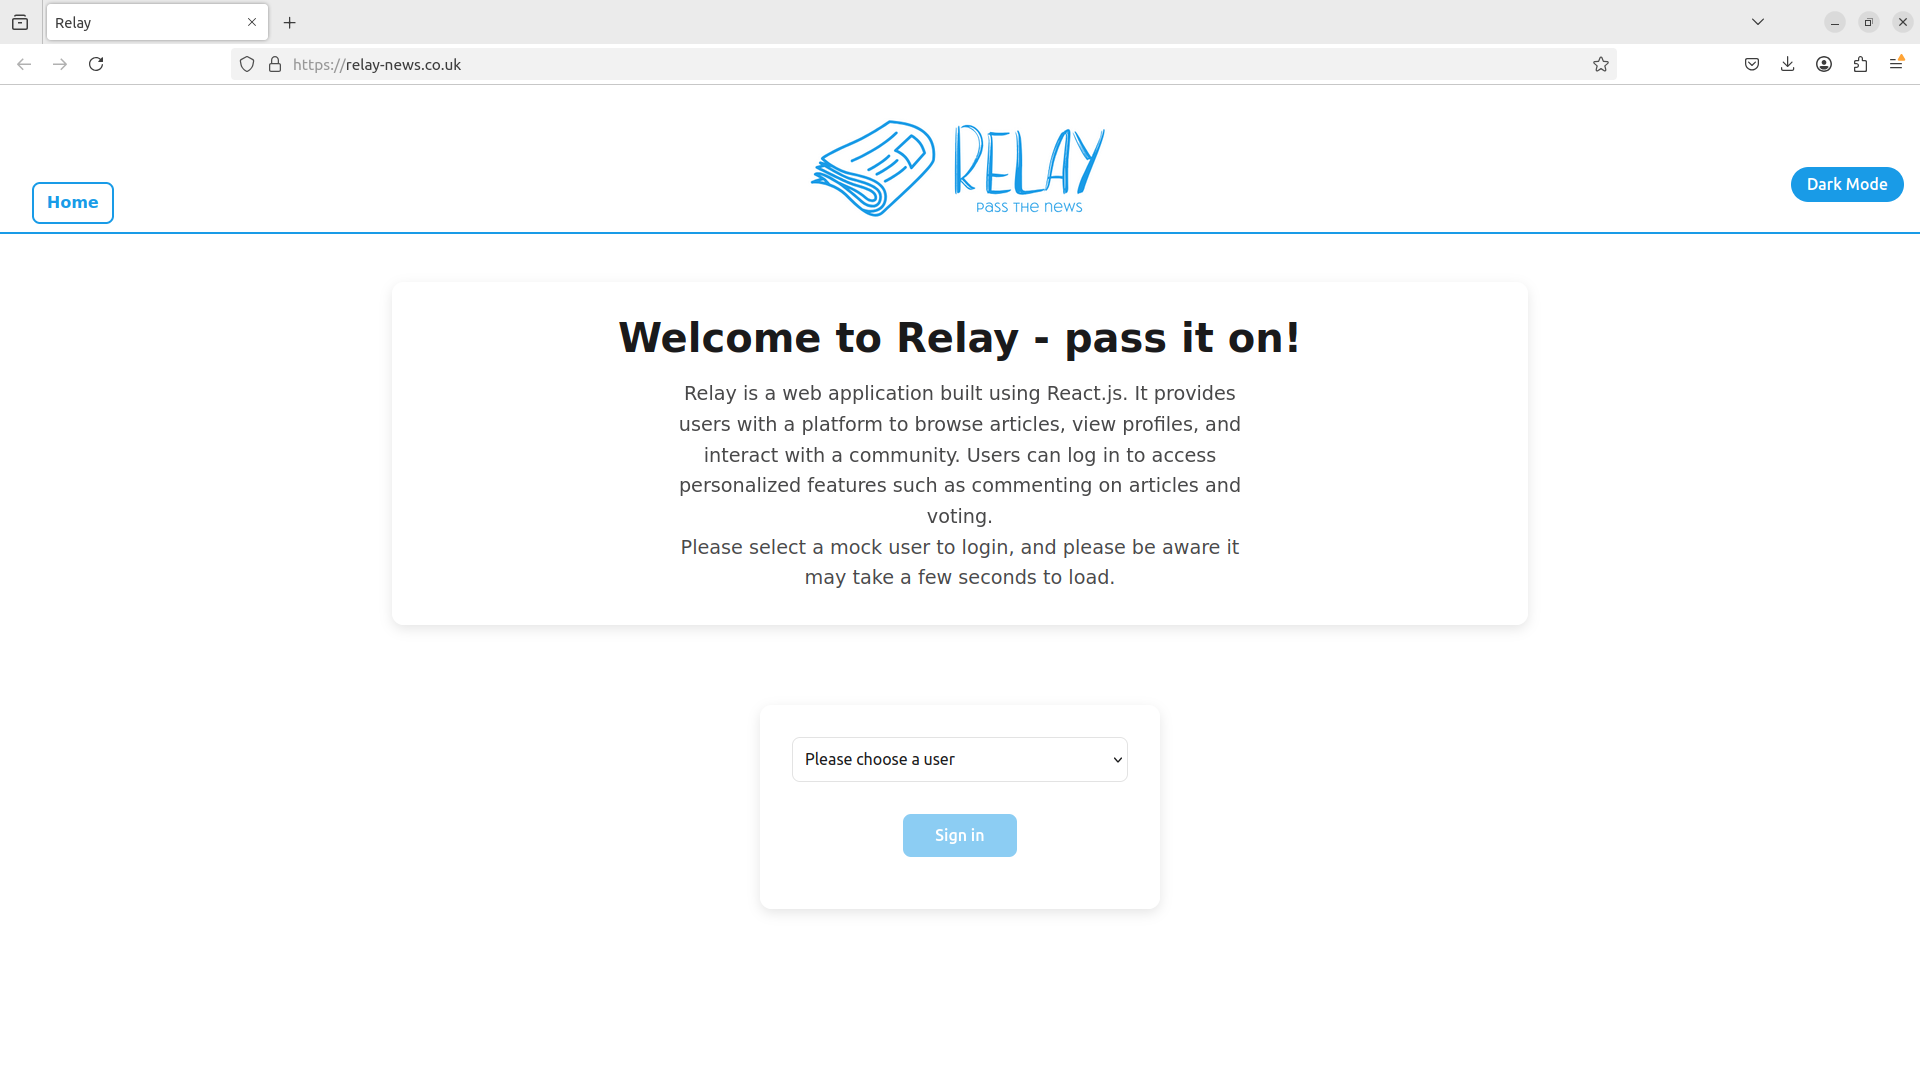 Relay
https://relay-news.co.uk
Home
RELAY
pass the news
Dark Mode
Welcome to Relay - pass it on!
Relay is a web application built using React.js. It provides
users with a platform to browse articles, view profiles, and
interact with a community. Users can log in to access
personalized features such as commenting on articles and
voting.
Please select a mock user to login, and please be aware it
may take a few seconds to load.
Please choose a user
Sign in